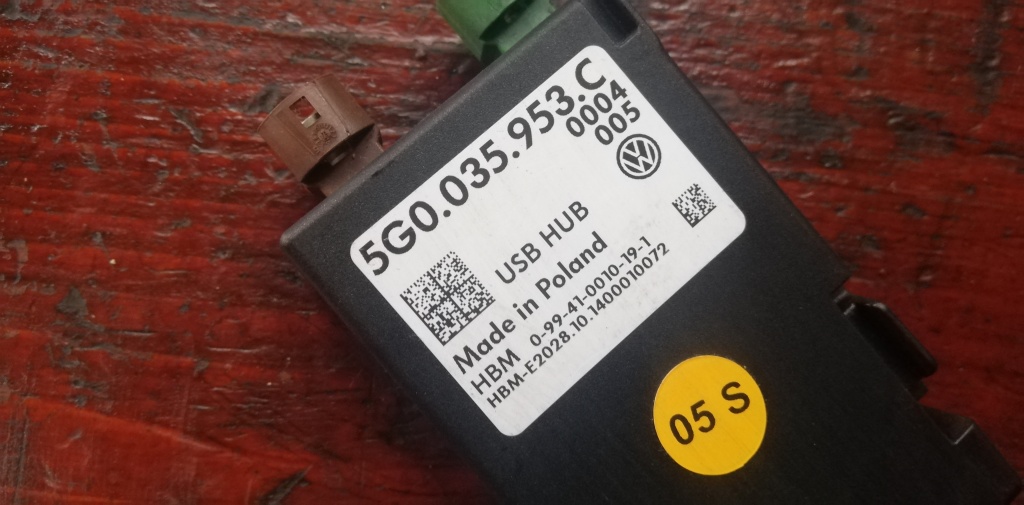 5G0.035.953.C
0004
005
USB HUB
Made in Poland
HBM 0-99-41-0010-19-1
HBM-E2028.10.1400010072
05 S